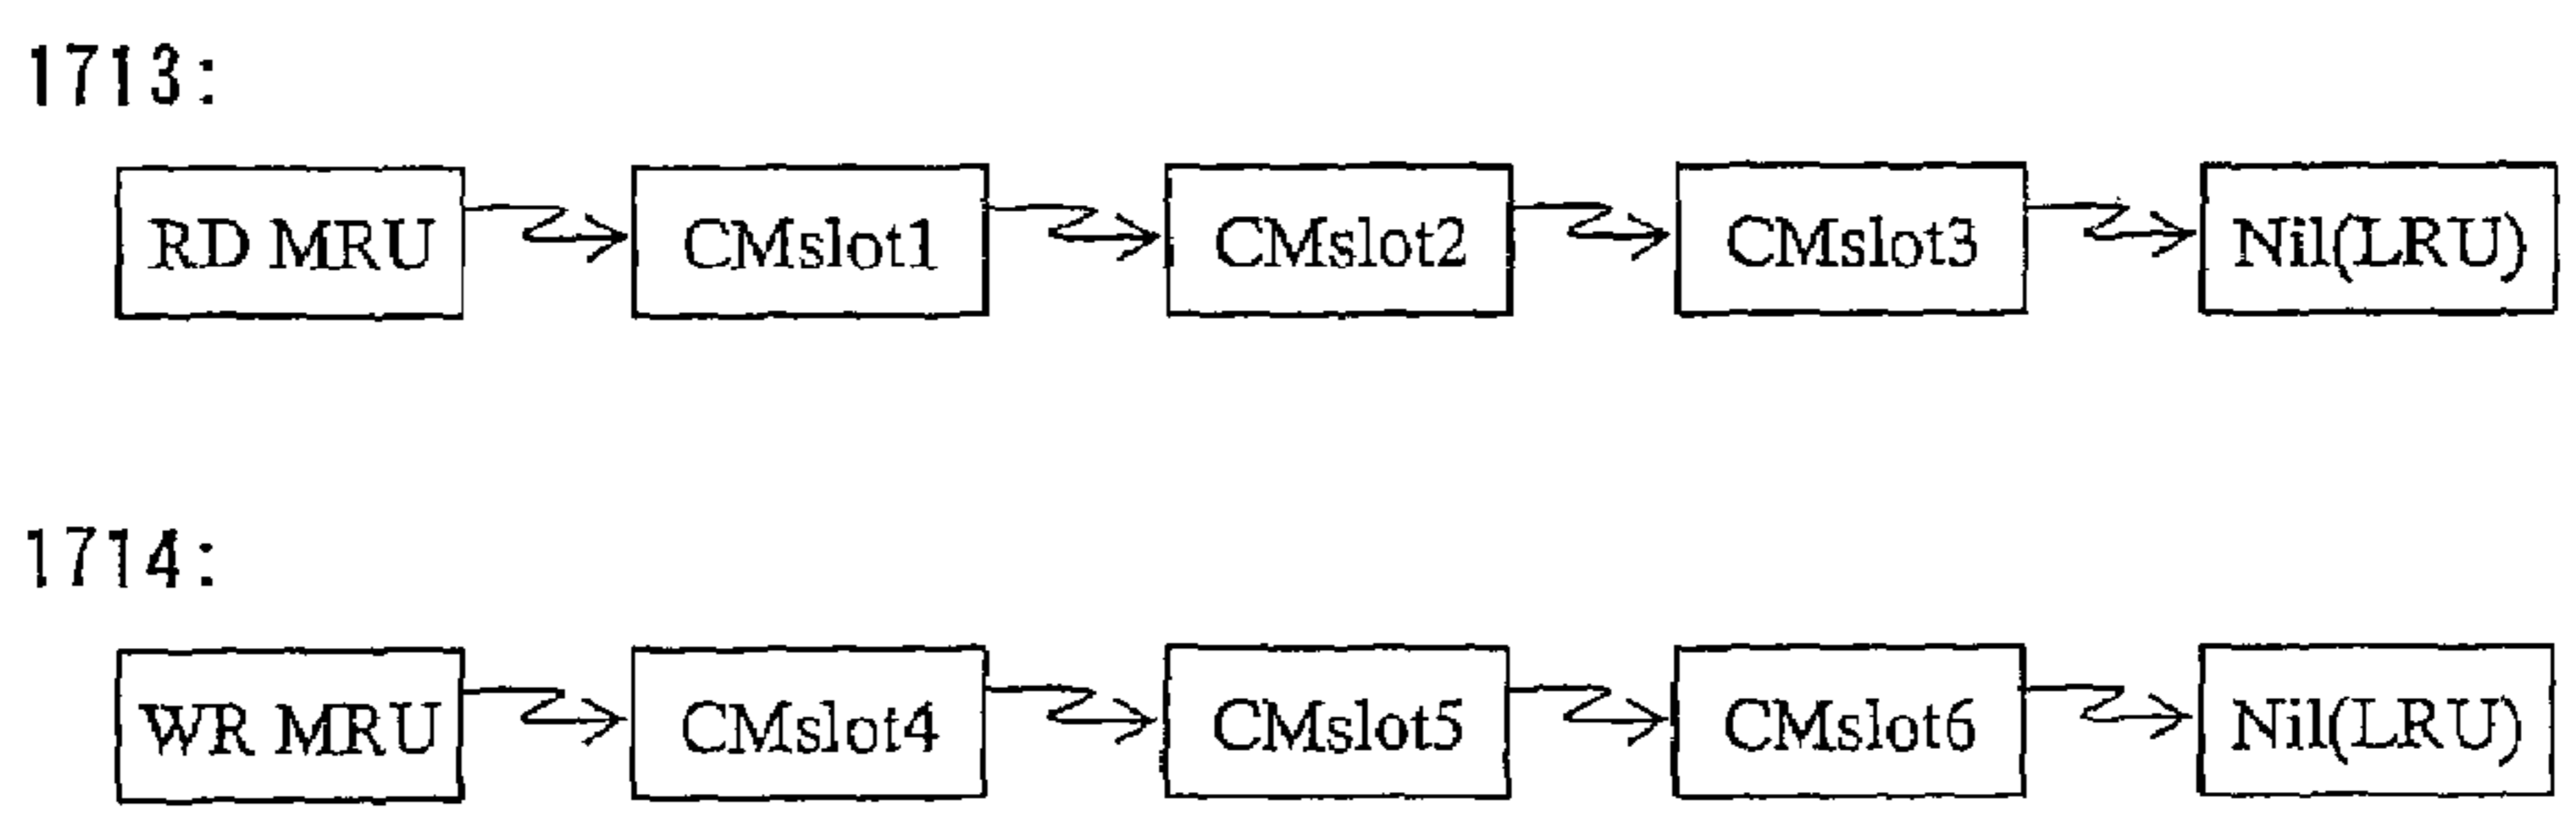 1713:
RD MRU CMslot1 CMslot2 CMslot3 Nil(LRU)
1714:
WR MRU CMslot4 CMslot5 CMslot6 Nil(LRU)